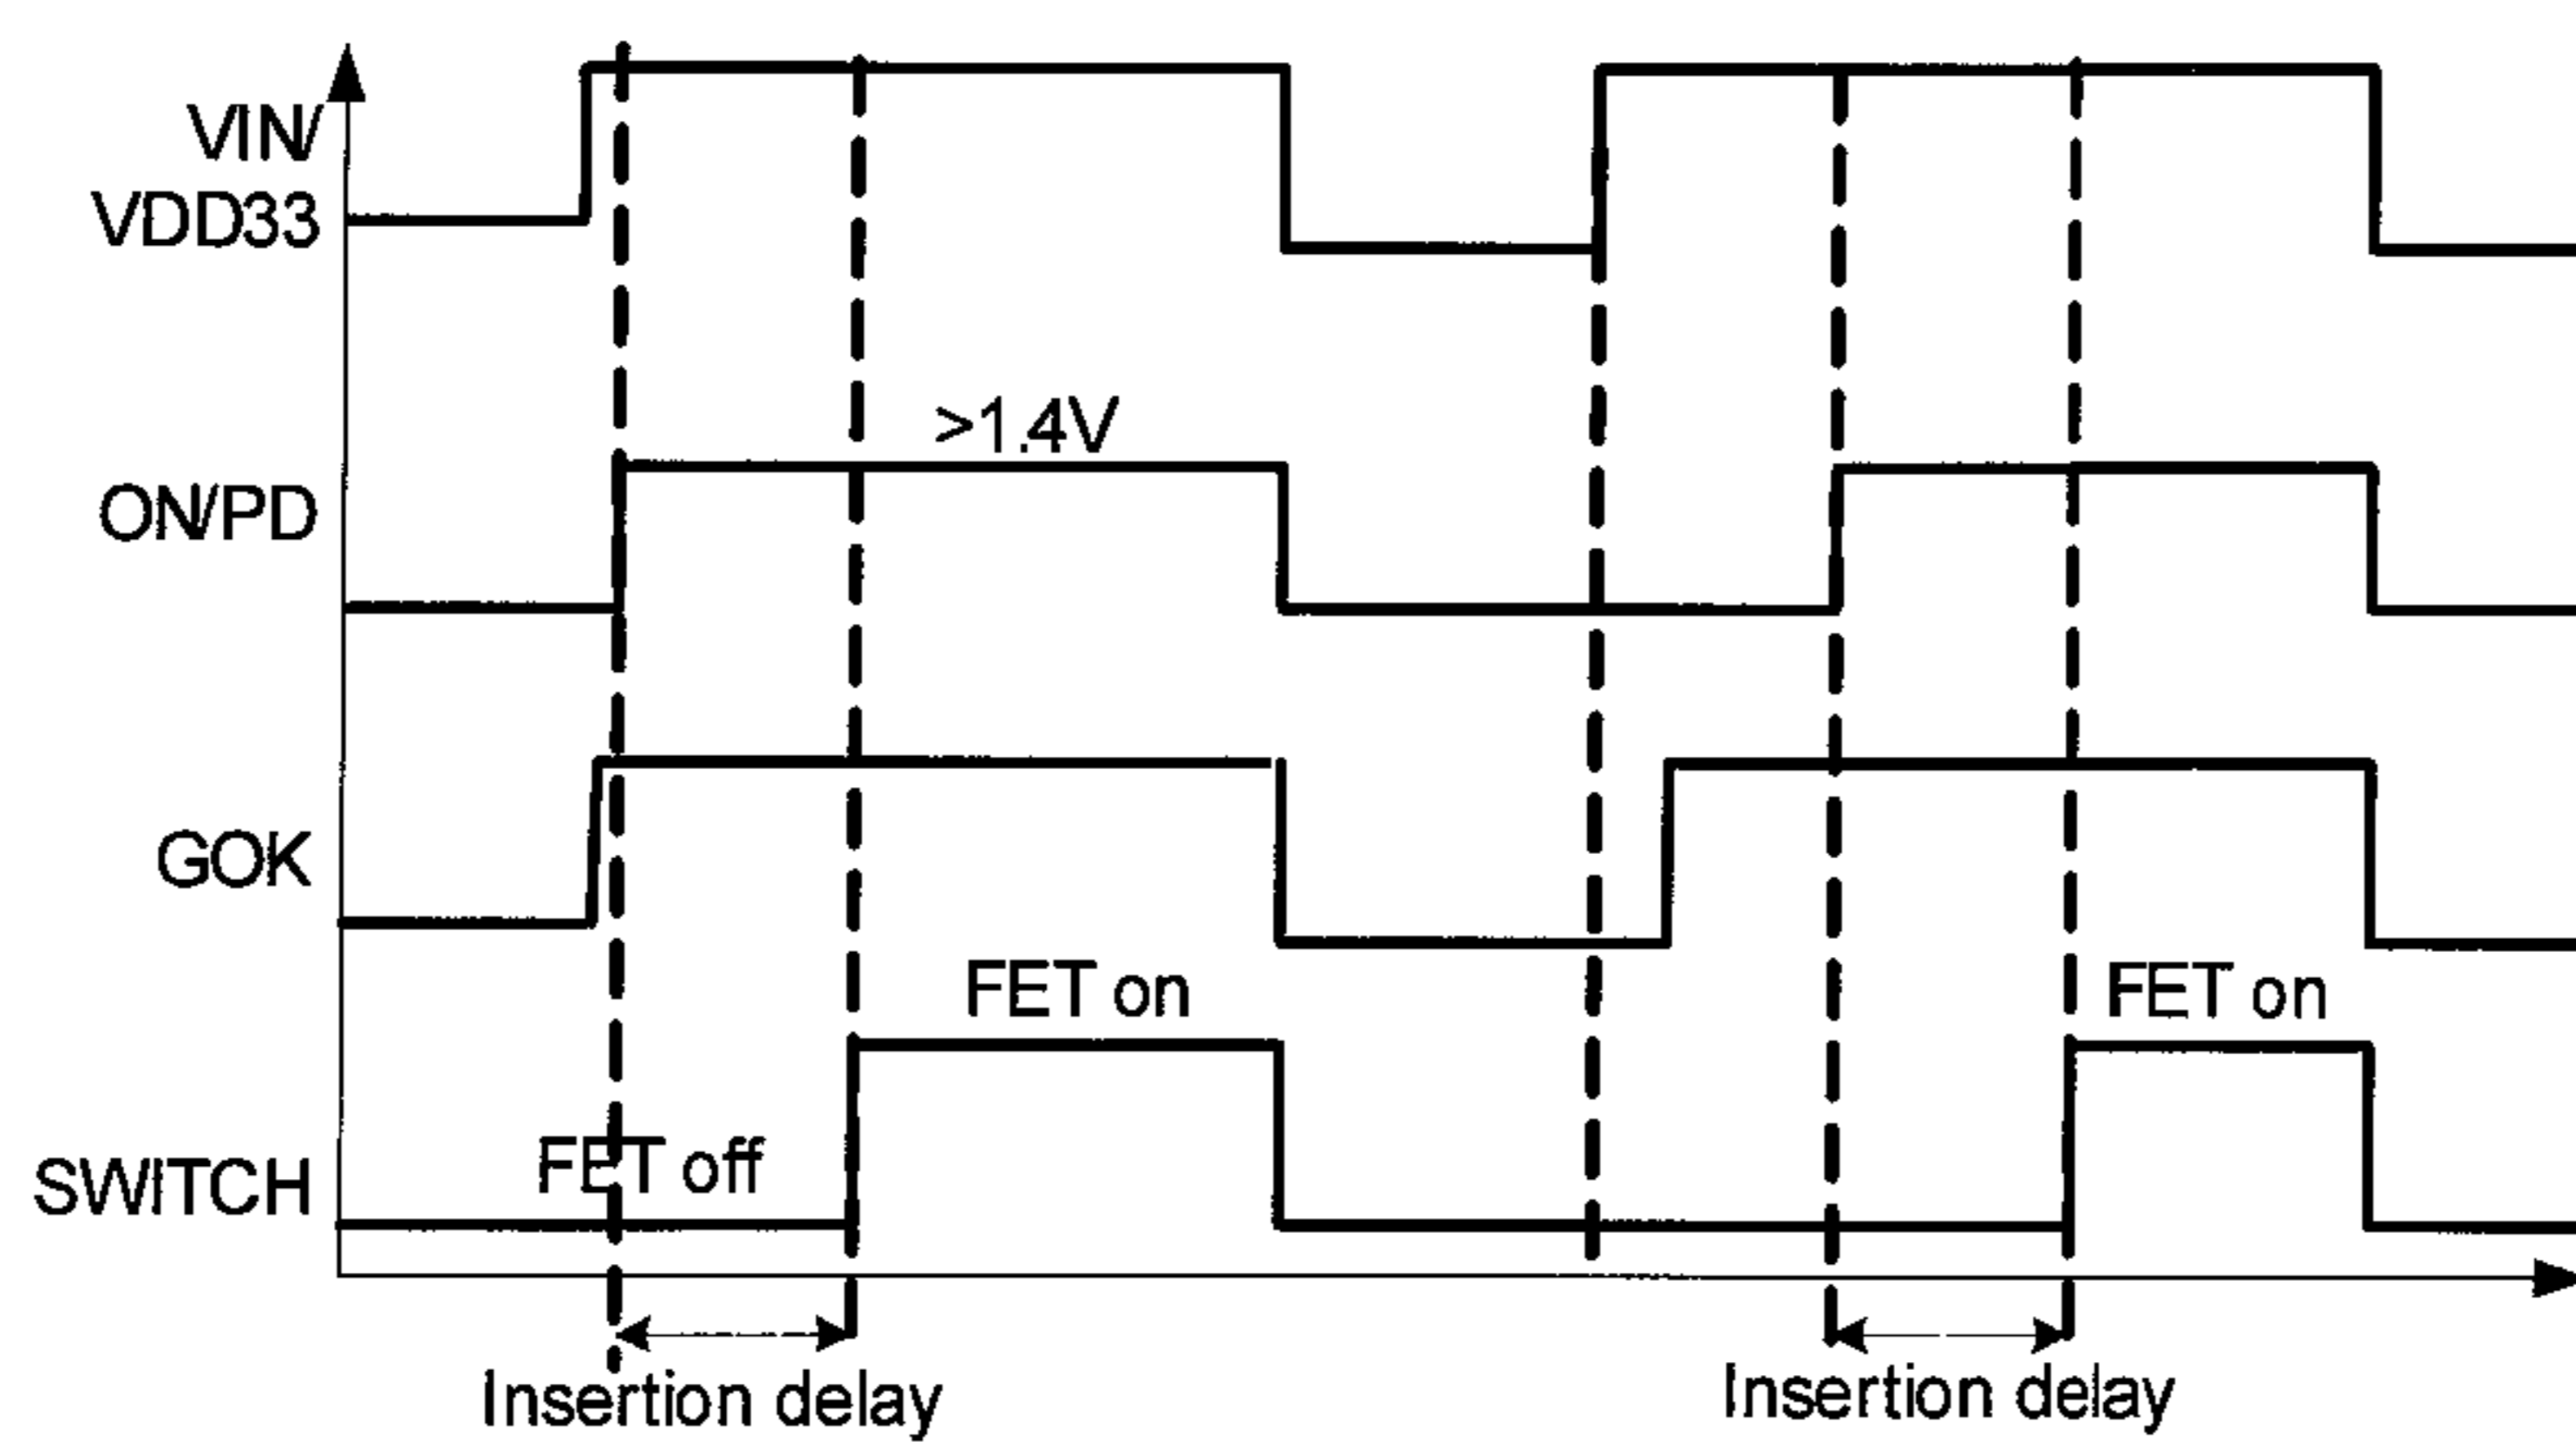 VIN/
VDD33
>1.4V
ON/PD
GOK
FET on
FET on
FET off
SWITCH
Insertion delay
Insertion delay